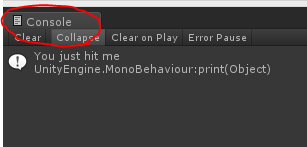 Console
Clear Collapse Clear on Play Error Pause
You just hit me
UnityEngine.MonoBehaviour:print(Object)